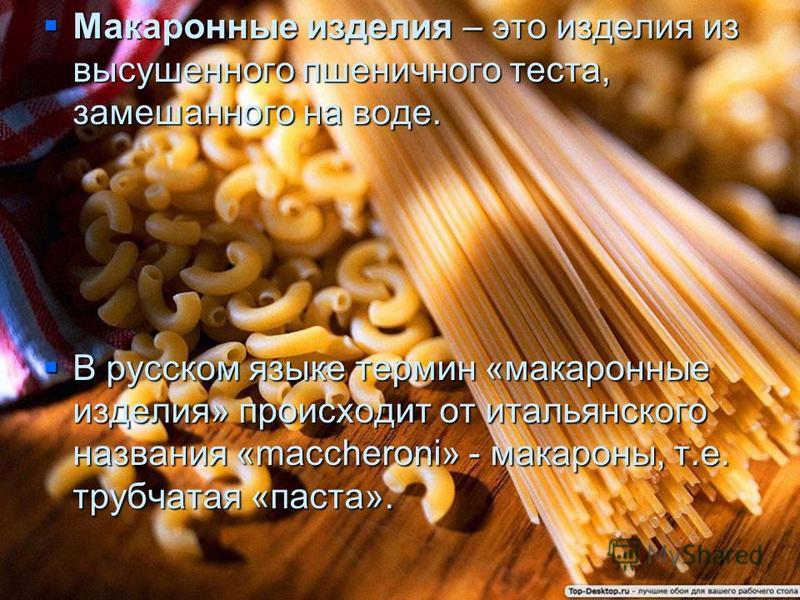 Макаронные изделия – это изделия из
высушенного пшеничного теста,
замешанного на воде.
В русском языке термин «макаронные
изделия» происходит от итальянского
названия «maccheroni» - макароны, т.е.
трубчатая «паста».
MyShared
Top-Desktop.ru - лучшие обои для вашего рабочего стола